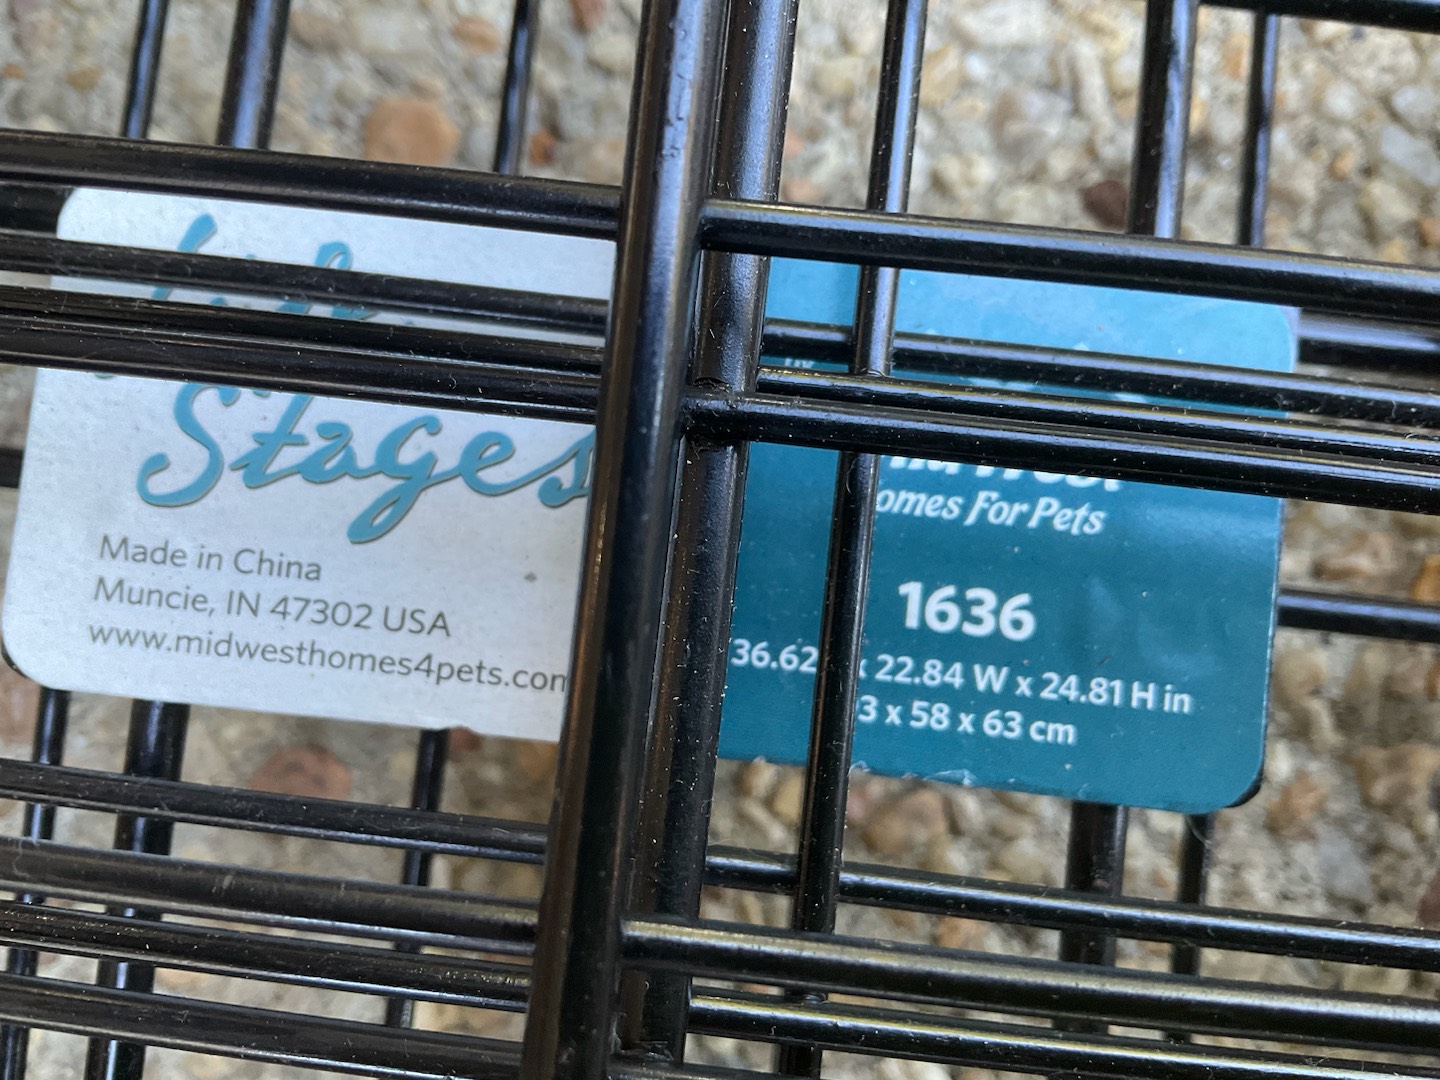 Stages
Made in China
Muncie, IN 47302 USA
www.midwesthomes4pets.com
For Pets
1636
36.62 x 22.84 W x 24.81 H in
3 x 58 x 63 cm